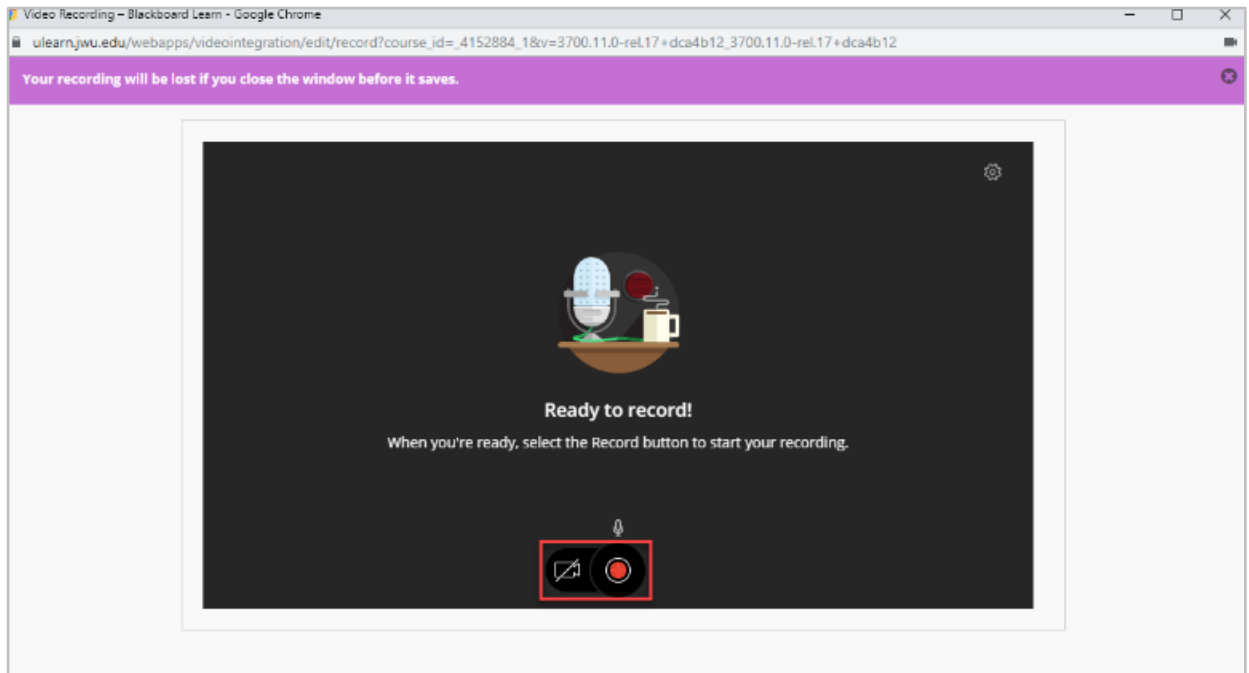 Video Recording – Blackboard Learn - Google Chrome
ulearn.jwu.edu/webapps/videointegration/edit/record?course_id=_4152884_1&v=3700.11.0-rel.17+dca4b12_3700.11.0-rel.17+dca4b12
Your recording will be lost if you close the window before it saves.
Ready to record!
When you're ready, select the Record button to start your recording.